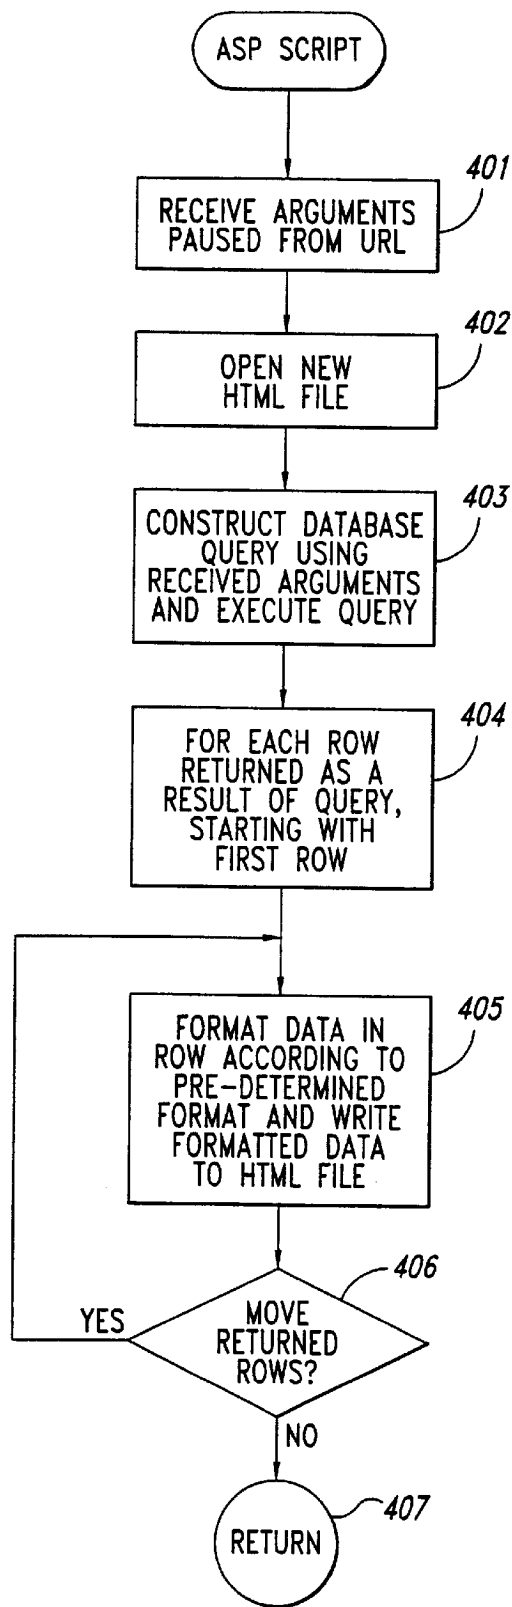 ASP SCRIPT
401
RECEIVE ARGUMENTS
PAUSED FROM URL
402
OPEN NEW
HTML FILE
403
CONSTRUCT DATABASE
QUERY USING
RECEIVED ARGUMENTS
AND EXECUTE QUERY
404
FOR EACH ROW
RETURNED AS A
RESULT OF QUERY,
STARTING WITH
FIRST ROW
405
FORMAT DATA IN
ROW ACCORDING TO
PRE-DETERMINED
FORMAT AND WRITE
FORMATTED DATA
TO HTML FILE
406
YES
MOVE
RETURNED
ROWS?
NO
407
RETURN